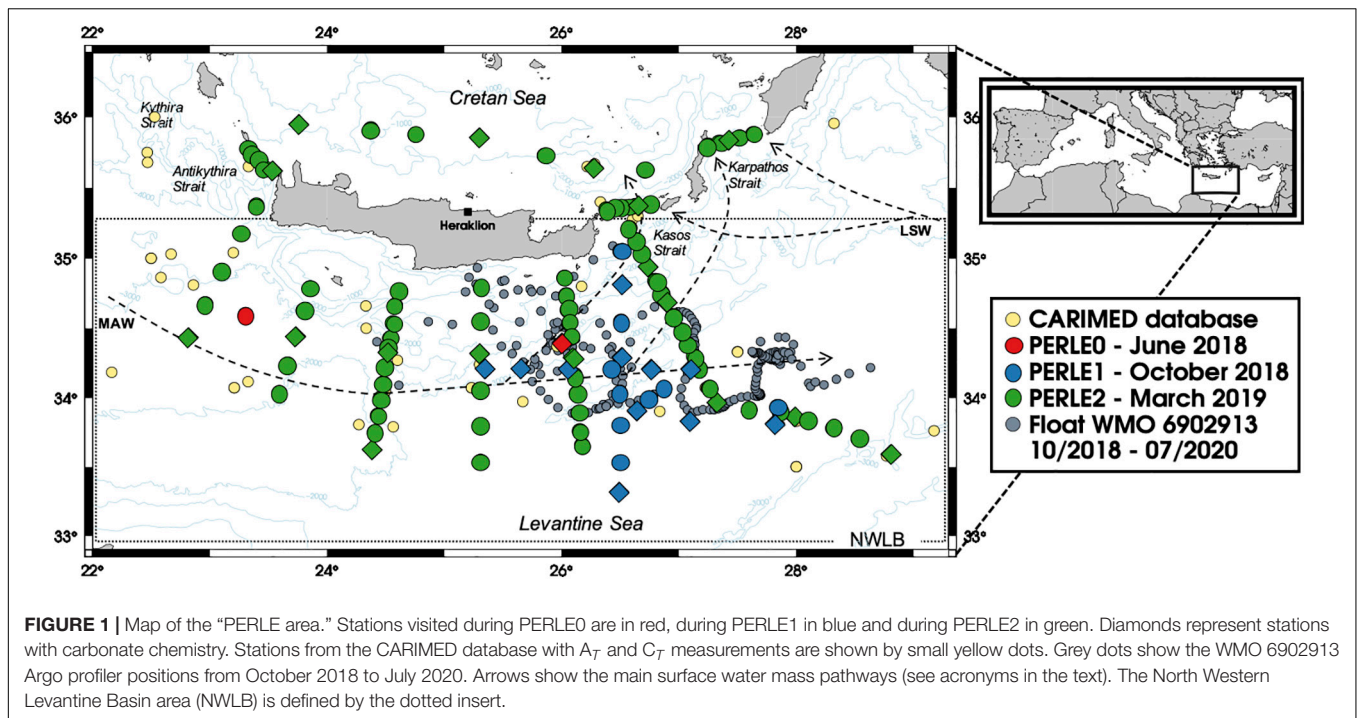 22° 24° 26° 28°
Cretan Sea
Kythira
Strait
36° 36°
Antikythira
Strait
Karpathos
Strait
Heraklion
Kasos
Strait
LSW
35° 35°
MAW
34° 34°
Levantine Sea
33° 33°
NWLB
22° 24° 26° 28°
CARIMED database
PERLE0 - June 2018
PERLE1 - October 2018
PERLE2 - March 2019
Float WMO 6902913
10/2018 - 07/2020
FIGURE 1 | Map of the “PERLE area.” Stations visited during PERLE0 are in red, during PERLE1 in blue and during PERLE2 in green. Diamonds represent stations
with carbonate chemistry. Stations from the CARIMED database with A_T and C_T measurements are shown by small yellow dots. Grey dots show the WMO 6902913
Argo profiler positions from October 2018 to July 2020. Arrows show the main surface water mass pathways (see acronyms in the text). The North Western
Levantine Basin area (NWLB) is defined by the dotted insert.